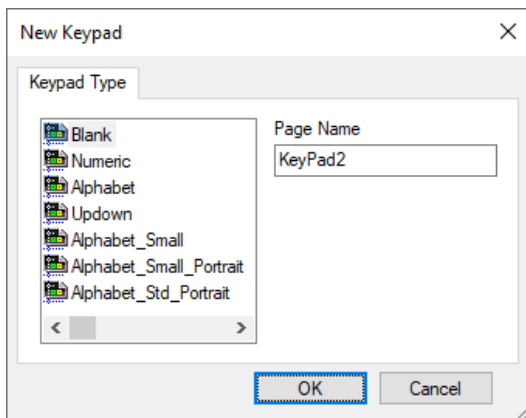 New Keypad
Keypad Type
Blank
Numeric
Alphabet
Updown
Alphabet_Small
Alphabet_Small_Portrait
Alphabet_Std_Portrait
Page Name
KeyPad2
OK
Cancel